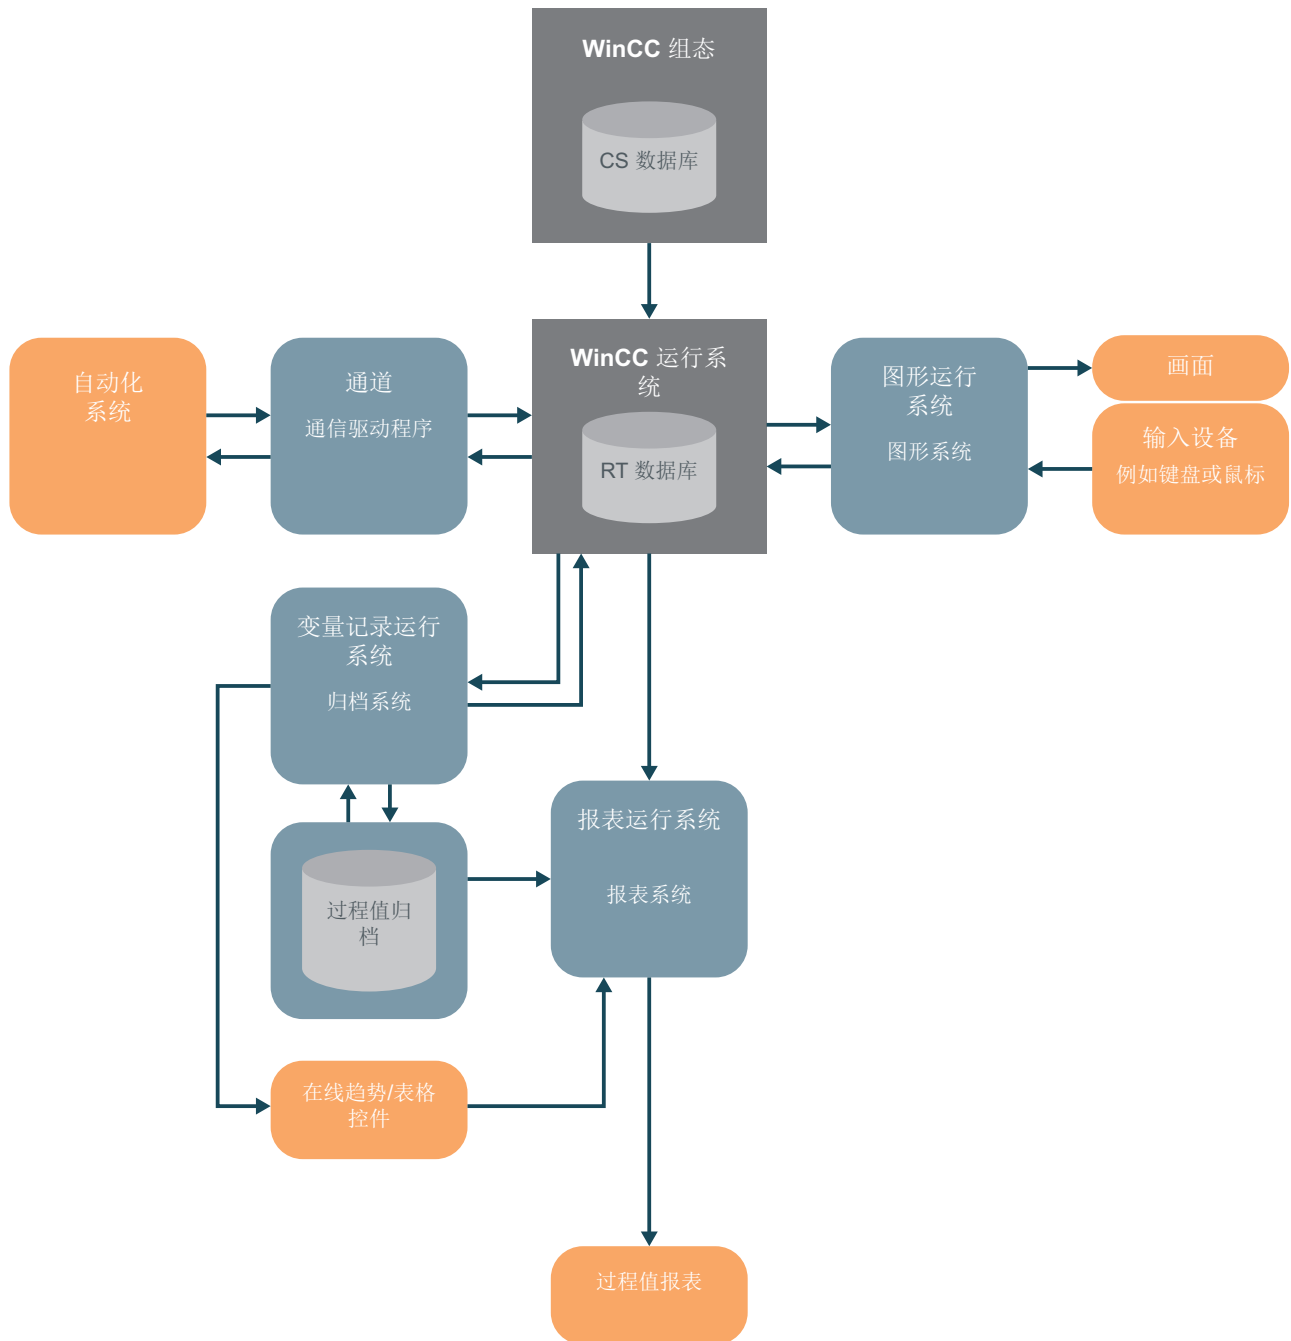 WinCC 组态
CS 数据库
自动化
系统
通道
通信驱动程序
WinCC 运行系
统
RT 数据库
图形运行
系统
图形系统
画面
输入设备
例如键盘或鼠标
变量记录运行
系统
归档系统
过程值归
档
报表运行系统
报表系统
在线趋势/表格
控件
过程值报表